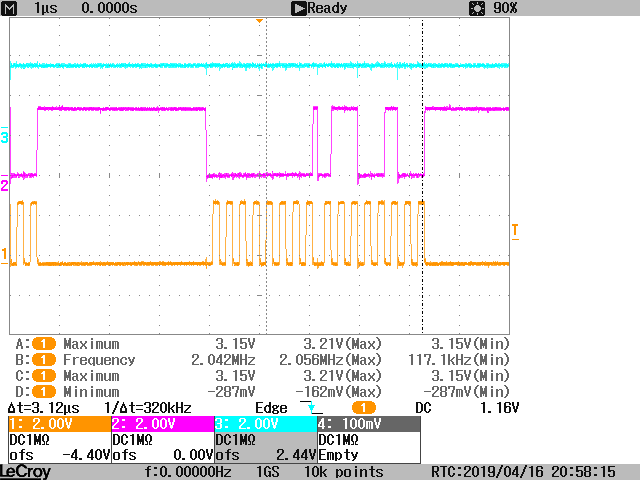 M 1µs 0.0000s Ready 90%
3
2
1
T
A: 1 Maximum 3.15V 3.21V(Max) 3.15V(Min)
B: 1 Frequency 2.042MHz 2.056MHz(Max) 117.1kHz(Min)
C: 1 Maximum 3.15V 3.21V(Max) 3.15V(Min)
D: 1 Minimum -287mV -162mV(Max) -287mV(Min)
Δt=3.12µs 1/Δt=320kHz Edge 1 DC 1.16V
1: 2.00V 2: 2.00V 3: 2.00V 4: 100mV
DC1MΩ DC1MΩ DC1MΩ DC1MΩ
ofs -4.40V ofs 0.00V ofs 2.44V Empty
LeCroy f:0.00000Hz 1GS 10k points RTC:2019/04/16 20:58:15